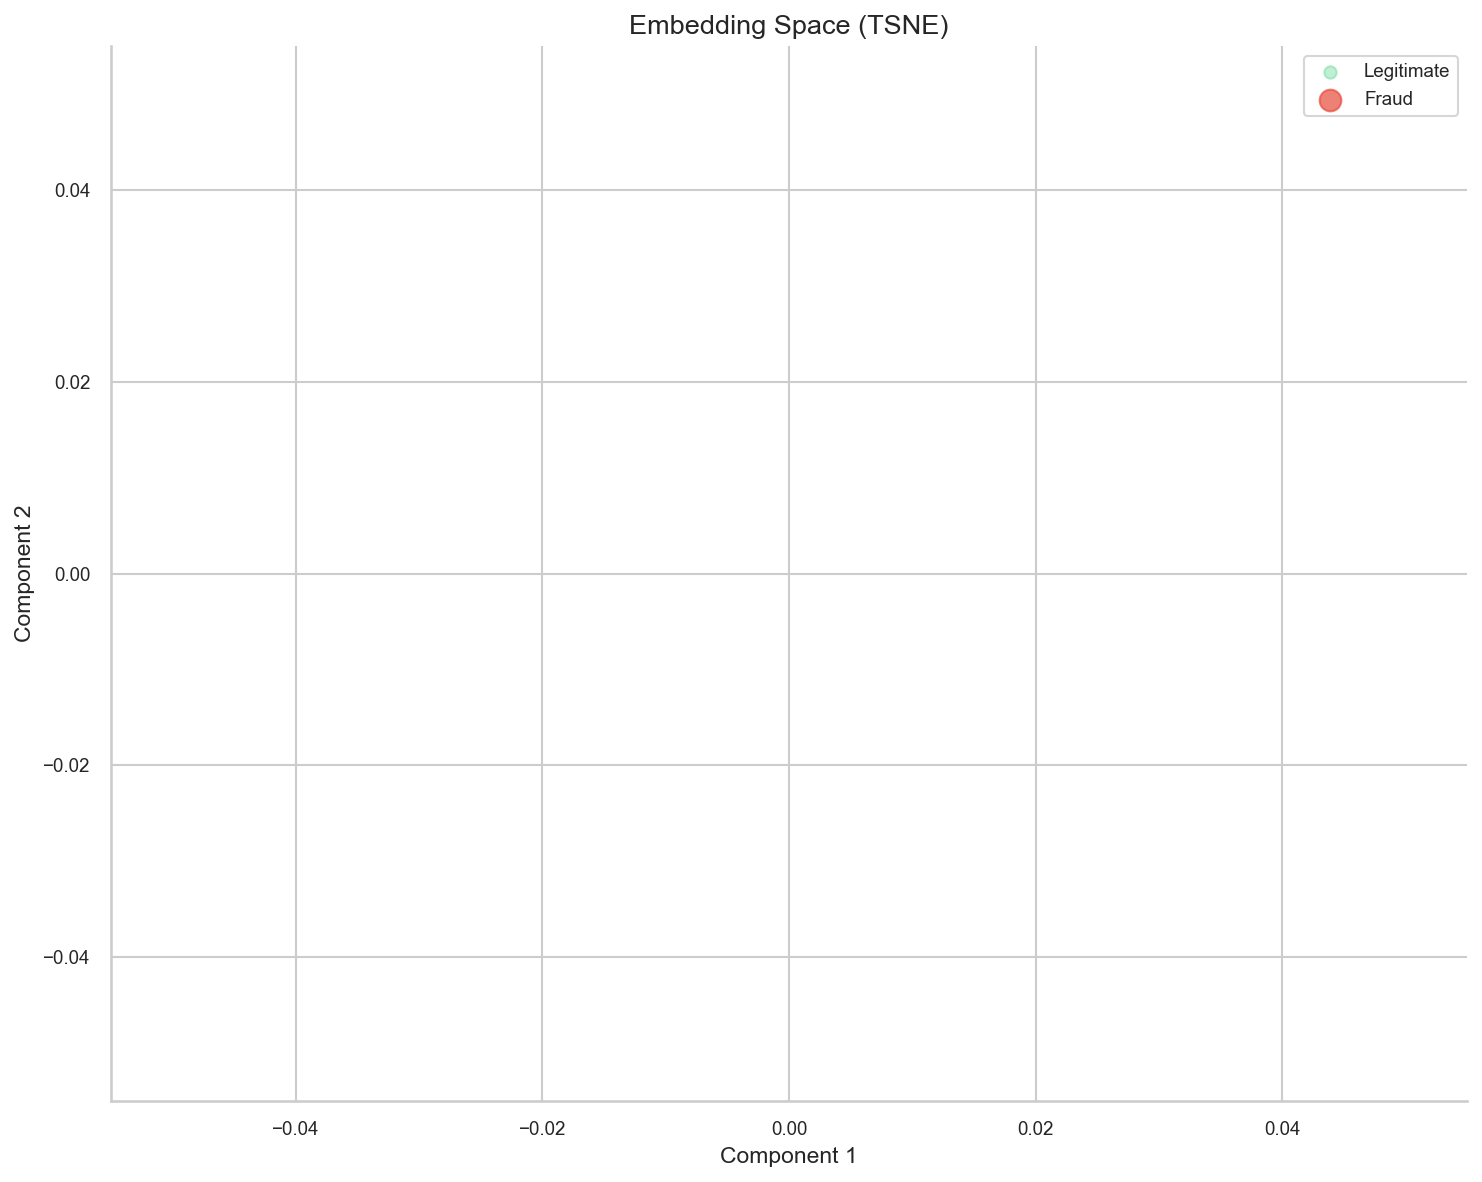 Embedding Space (TSNE)
Legitimate
Fraud
Component 2
0.04
0.02
0.00
−0.02
−0.04
−0.04
−0.02
0.00
0.02
0.04
Component 1